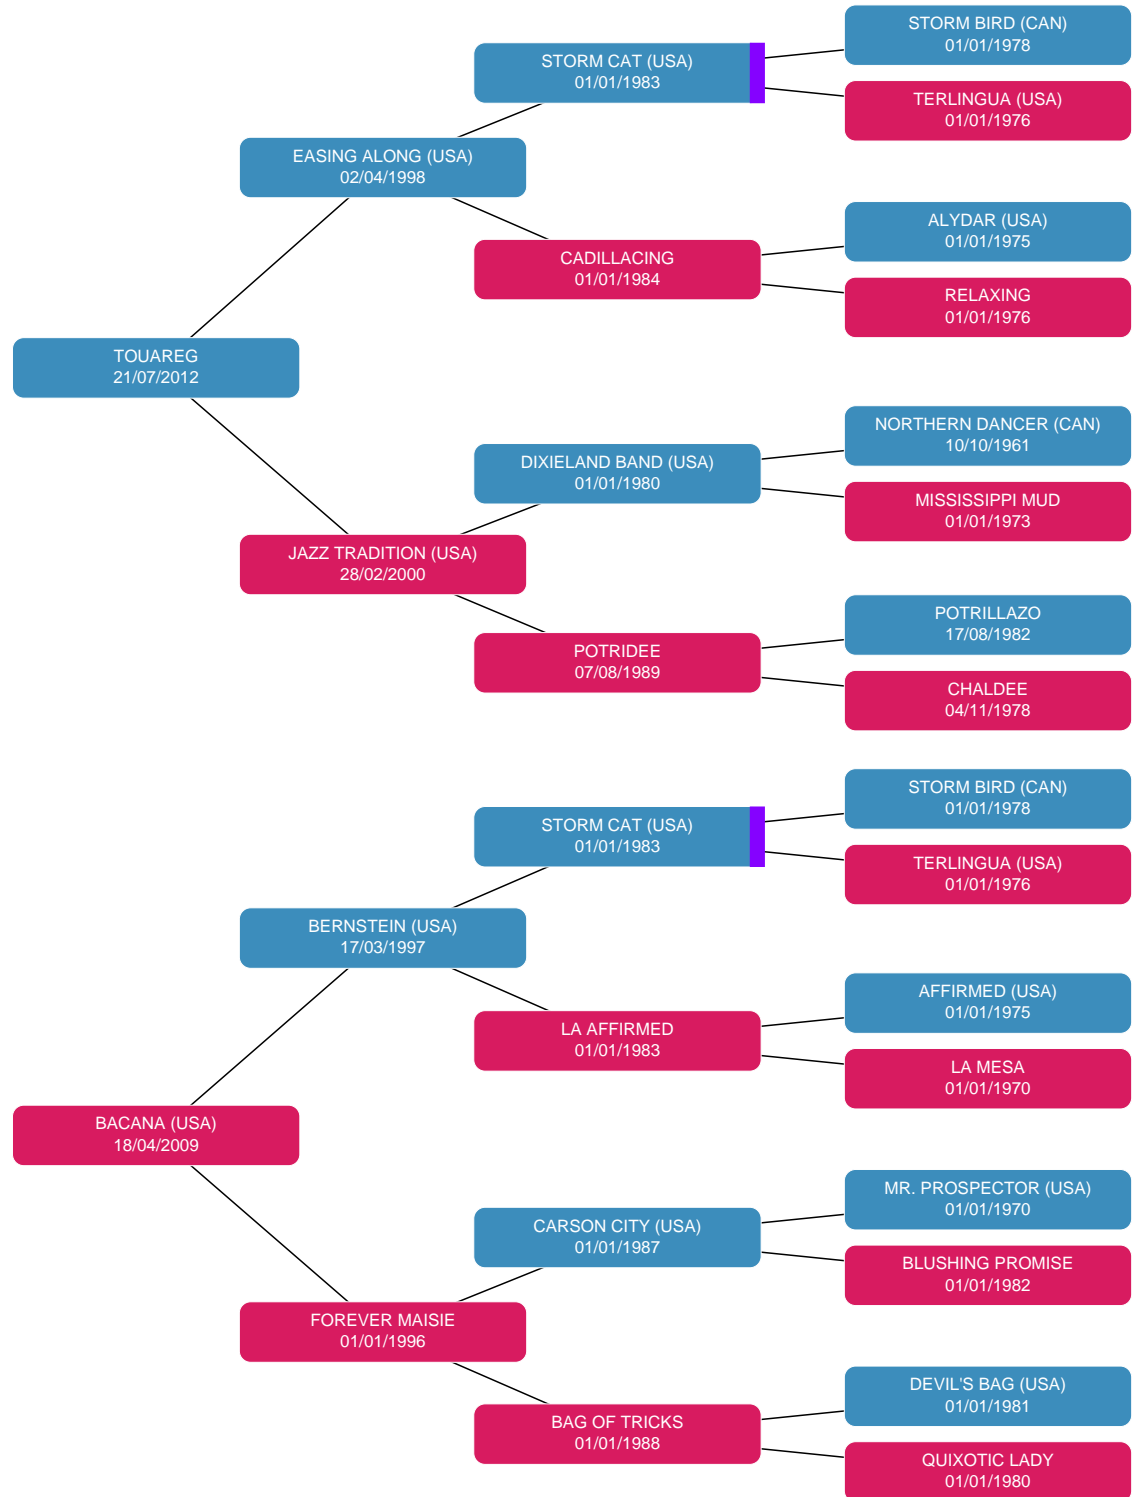 STORM BIRD (CAN)
01/01/1978
STORM CAT (USA)
01/01/1983
TERLINGUA (USA)
01/01/1976
EASING ALONG (USA)
02/04/1998
ALYDAR (USA)
01/01/1975
CADILLACING
01/01/1984
RELAXING
01/01/1976
TOUAREG
21/07/2012
NORTHERN DANCER (CAN)
10/10/1961
DIXIELAND BAND (USA)
01/01/1980
MISSISSIPPI MUD
01/01/1973
JAZZ TRADITION (USA)
28/02/2000
POTRILLAZO
17/08/1982
POTRIDEE
07/08/1989
CHALDEE
04/11/1978
STORM BIRD (CAN)
01/01/1978
STORM CAT (USA)
01/01/1983
TERLINGUA (USA)
01/01/1976
BERNSTEIN (USA)
17/03/1997
AFFIRMED (USA)
01/01/1975
LA AFFIRMED
01/01/1983
LA MESA
01/01/1970
BACANA (USA)
18/04/2009
MR. PROSPECTOR (USA)
01/01/1970
CARSON CITY (USA)
01/01/1987
BLUSHING PROMISE
01/01/1982
FOREVER MAISIE
01/01/1996
DEVIL'S BAG (USA)
01/01/1981
BAG OF TRICKS
01/01/1988
QUIXOTIC LADY
01/01/1980